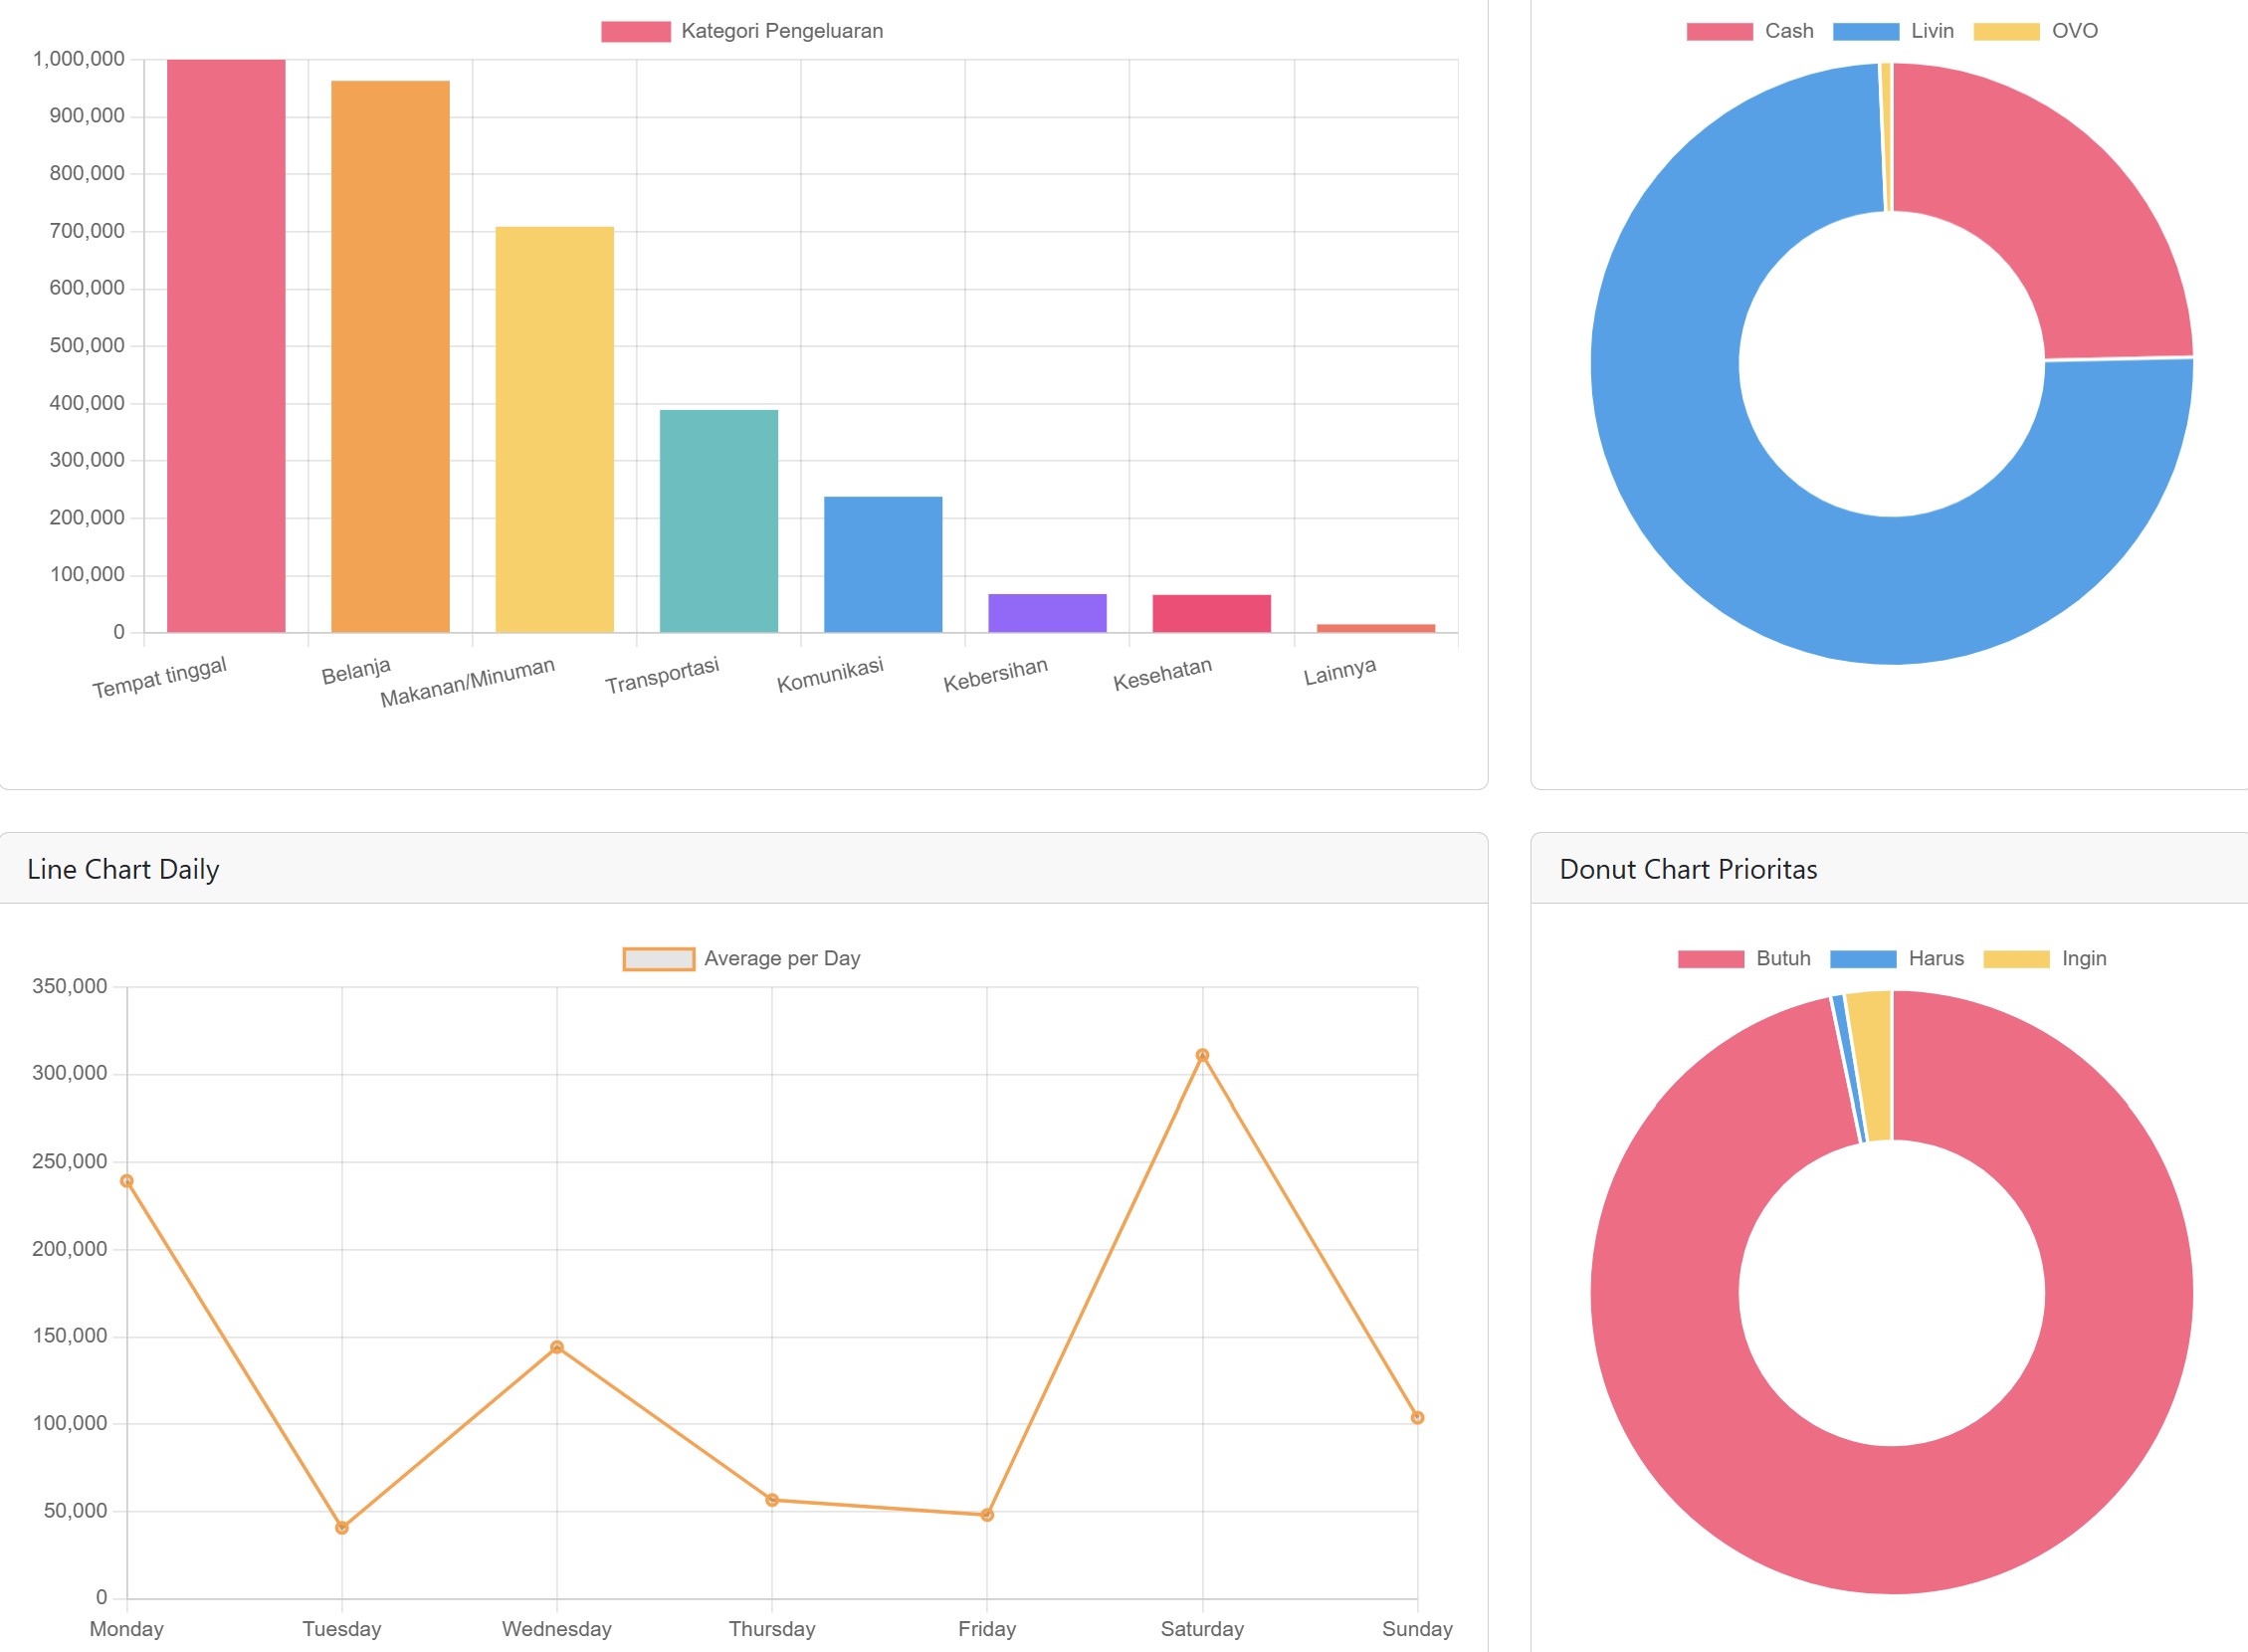 Kategori Pengeluaran
1,000,000
900,000
800,000
700,000
600,000
500,000
400,000
300,000
200,000
100,000
0
Tempat tinggal
Belanja
Makanan/Minuman
Transportasi
Komunikasi
Kebersihan
Kesehatan
Lainnya
Cash Livin OVO
Line Chart Daily
Average per Day
350,000
300,000
250,000
200,000
150,000
100,000
50,000
0
Monday Tuesday Wednesday Thursday Friday Saturday Sunday
Donut Chart Prioritas
Butuh Harus Ingin